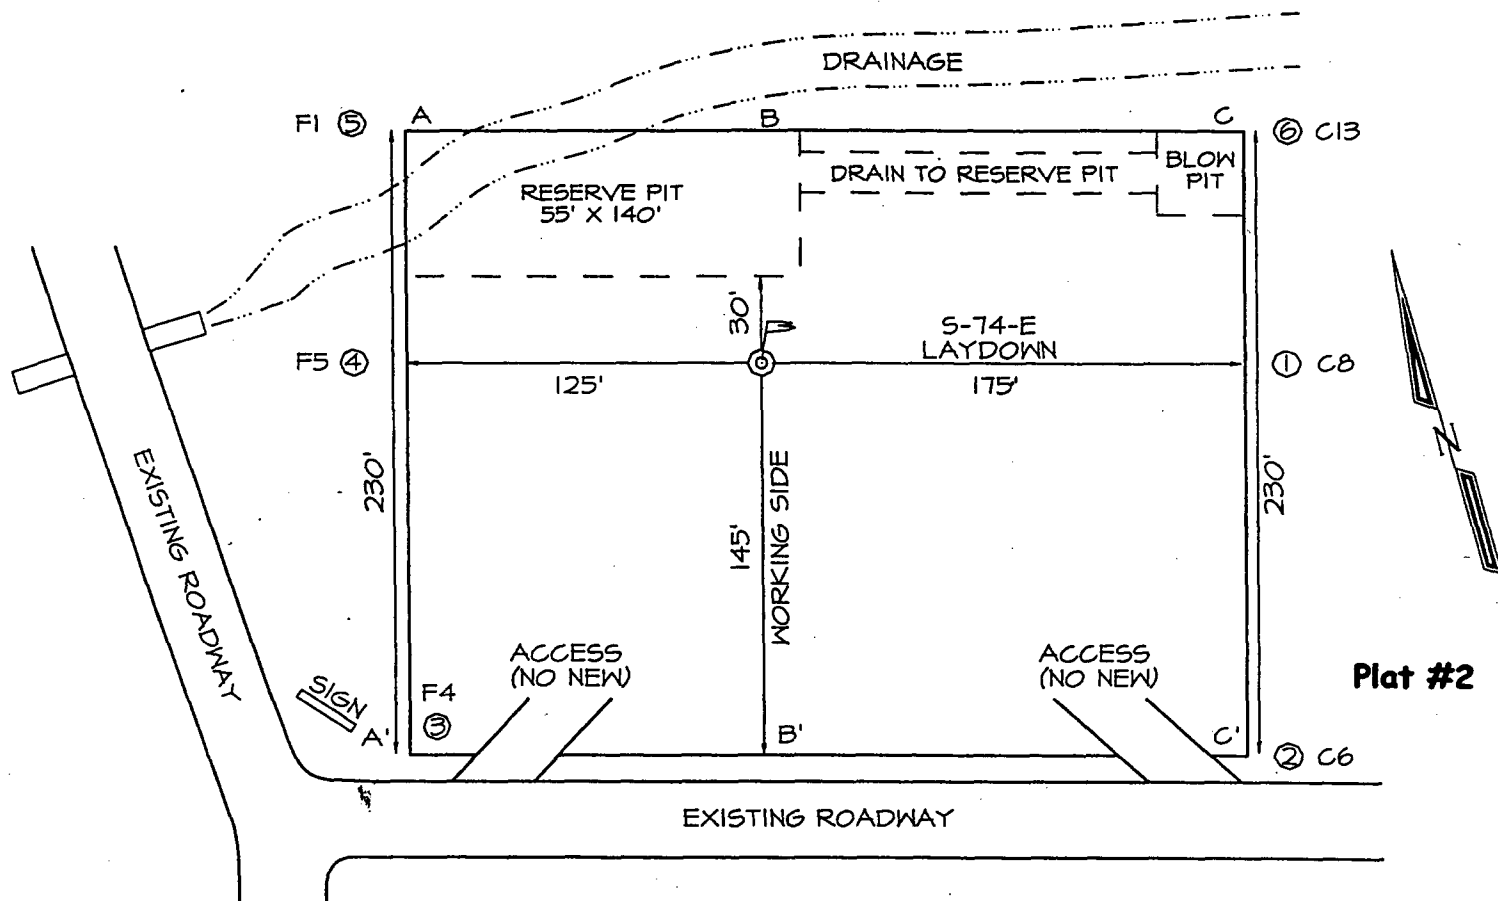 DRAINAGE
F1 ⑤ A B C ⑥ C13
RESERVE PIT
55' X 140'
DRAIN TO RESERVE PIT
BLOW
PIT
30'
S-74-E
LAYDOWN
F5 ④
125'
175'
① C8
230'
145'
WORKING SIDE
230'
N
EXISTING ROADWAY
SIGN
F4
③
A'
ACCESS
(NO NEW)
B'
ACCESS
(NO NEW)
C'
② C6
Plat #2
EXISTING ROADWAY